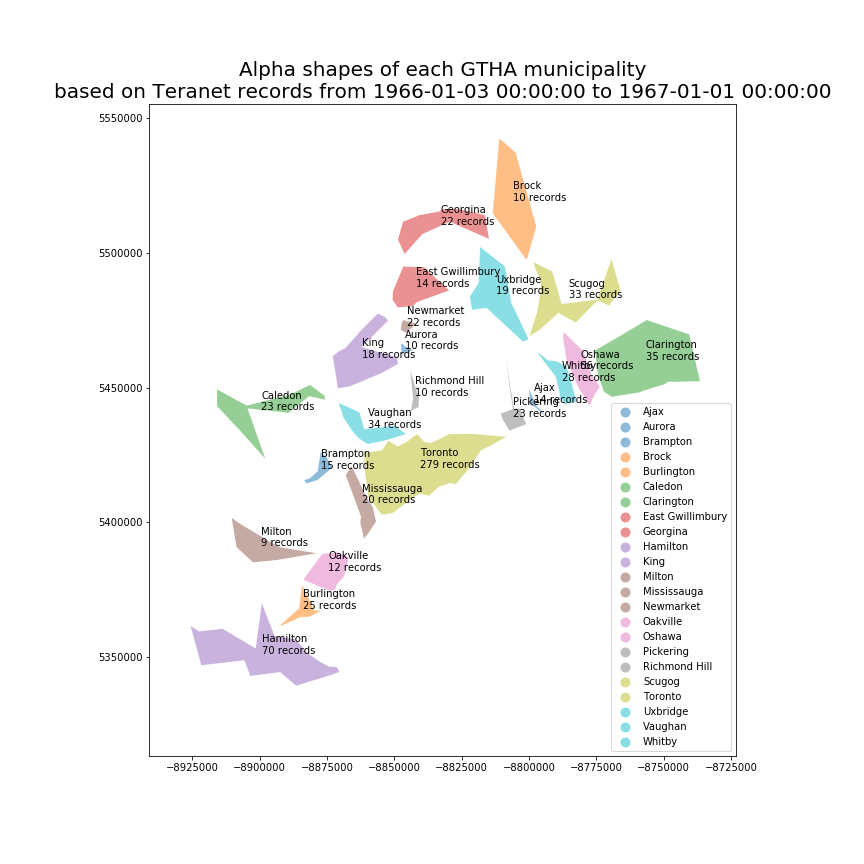 Alpha shapes of each GTHA municipality
based on Teranet records from 1966-01-03 00:00:00 to 1967-01-01 00:00:00
5550000
5500000
5450000
5400000
5350000
Brock
10 records
Georgina
22 records
East Gwillimbury
14 records
Uxbridge
19 records
Scugog
33 records
Newmarket
22 records
Aurora
10 records
King
18 records
Clarington
35 records
Oshawa
records
Whitby
28 records
Richmond Hill
10 records
Ajax
14 records
Pickering
23 records
Caledon
23 records
Vaughan
34 records
Brampton
15 records
Toronto
279 records
Mississauga
20 records
Milton
9 records
Oakville
12 records
Burlington
25 records
Hamilton
70 records
Ajax
Aurora
Brampton
Brock
Burlington
Caledon
Clarington
East Gwillimbury
Georgina
Hamilton
King
Milton
Mississauga
Newmarket
Oakville
Oshawa
Pickering
Richmond Hill
Scugog
Toronto
Uxbridge
Vaughan
Whitby
−8925000 −8900000 −8875000 −8850000 −8825000 −8800000 −8775000 −8750000 −8725000